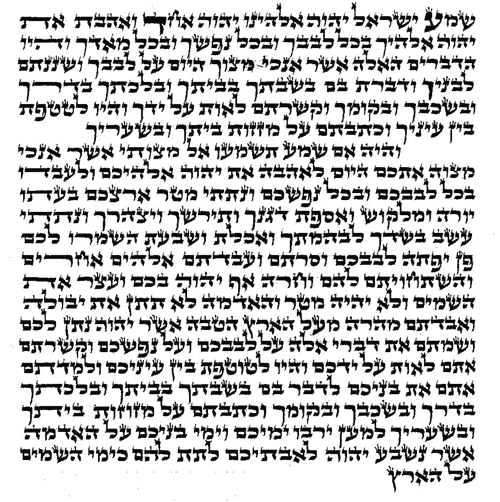 שמע ישראל יהוה אלהינו יהוה אחד ואהבת את
יהוה אלהיך בכל לבבך ובכל נפשך ובכל מאדך והיו
הדברים האלה אשר אנכי מצוך היום על לבבך ושננתם
לבניך ודברת בם בשבתך בביתך ובלכתך בדרך
ובשכבך ובקומך וקשרתם לאות על ידך והיו לטטפת
בין עיניך וכתבתם על מזזות ביתך ובשעריך
והיה אם שמע תשמעו אל מצותי אשר אנכי
מצוה אתכם היום לאהבה את יהוה אלהיכם ולעבדו
בכל לבבכם ובכל נפשכם ונתתי מטר ארצכם בעתו
יורה ומלקוש ואספת דגנך ותירשך ויצהרך ונתתי
עשב בשדך לבהמתך ואכלת ושבעת השמרו לכם
פן יפתה לבבכם וסרתם ועבדתם אלהים אחרים
והשתחויתם להם וחרה אף יהוה בכם ועצר את
השמים ולא יהיה מטר והאדמה לא תתן את יבולה
ואבדתם מהרה מעל הארץ הטבה אשר יהוה נתן לכם
ושמתם את דברי אלה על לבבכם ועל נפשכם וקשרתם
אתם לאות על ידכם והיו לטוטפת בין עיניכם ולמדתם
אתם את בניכם לדבר בם בשבתך בביתך ובלכתך
בדרך ובשכבך ובקומך וכתבתם על מזוזות ביתך
ובשעריך למען ירבו ימיכם וימי בניכם על האדמה
אשר נשבע יהוה לאבתיכם לתת להם כימי השמים
על הארץ